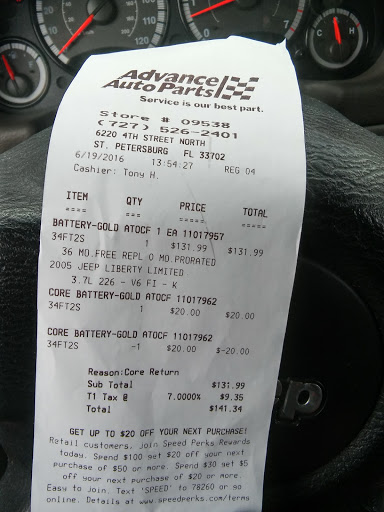 Advance
Auto Parts
Service is our best part.
Store # 09538
(727) 526-2401
6220 4TH STREET NORTH
ST. PETERSBURG FL 33702
6/19/2016 13:54:27 REG 04
Cashier: Tony H.
ITEM QTY PRICE TOTAL
==== === ===== =====
BATTERY-GOLD ATOCF 1 EA 11017957
34FT2S 1 $131.99 $131.99
36 MO.FREE REPL 0 MO.PRORATED
2005 JEEP LIBERTY LIMITED
3.7L 226 - V6 FI - K
CORE BATTERY-GOLD ATOCF 11017962
34FT2S 1 $20.00 $20.00
CORE BATTERY-GOLD ATOCF 11017962
34FT2S -1 $20.00 $-20.00
Reason:Core Return
Sub Total $131.99
T1 Tax @ 7.0000% $9.35
Total $141.34
GET UP TO $20 OFF YOUR NEXT PURCHASE!
Retail customers, join Speed Perks Rewards
today. Spend $100 get $20 off your next
purchase of $50 or more. Spend $30 get $5
off your next purchase of $20 or more.
Easy to join. Text 'SPEED' to 78260 or go
online. Details at www.speedperks.com/terms